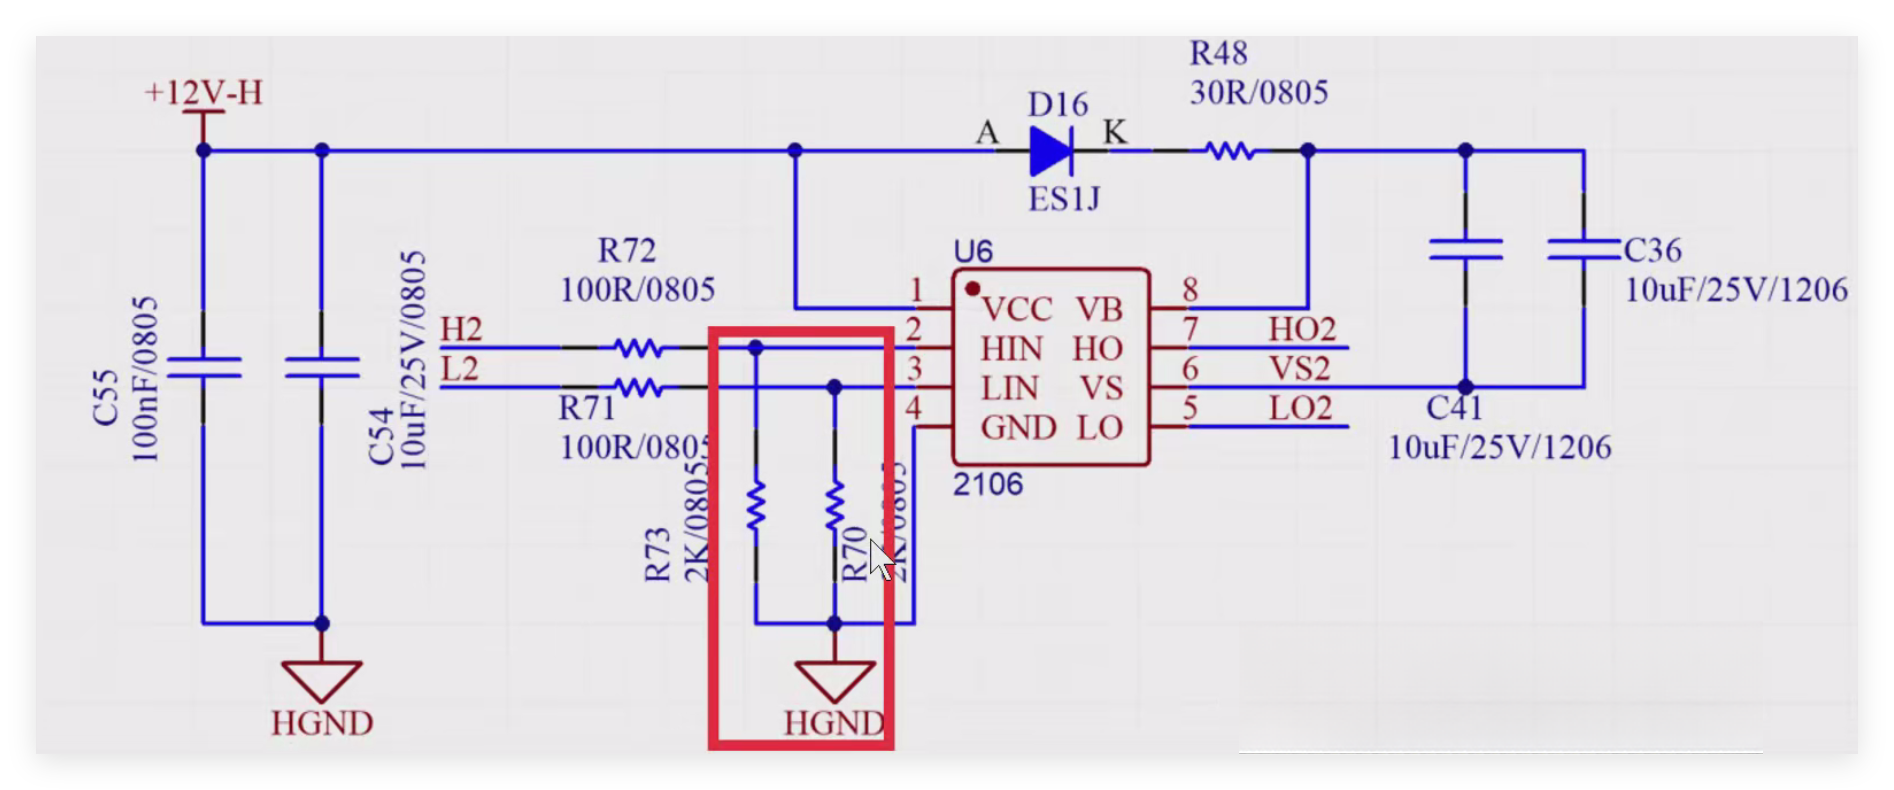 R48
30R/0805
+12V-H
D16
A
K
ES1J
R72
100R/0805
U6
C36
10uF/25V/1206
1
VCC
VB
8
H2
2
HIN
HO
7
HO2
L2
3
LIN
VS
6
VS2
R71
100R/0805
4
GND
LO
5
LO2
C41
10uF/25V/1206
2106
C55
100nF/0805
C54
10uF/25V/0805
R73
2K/0805
R70
2K/0805
HGND
HGND